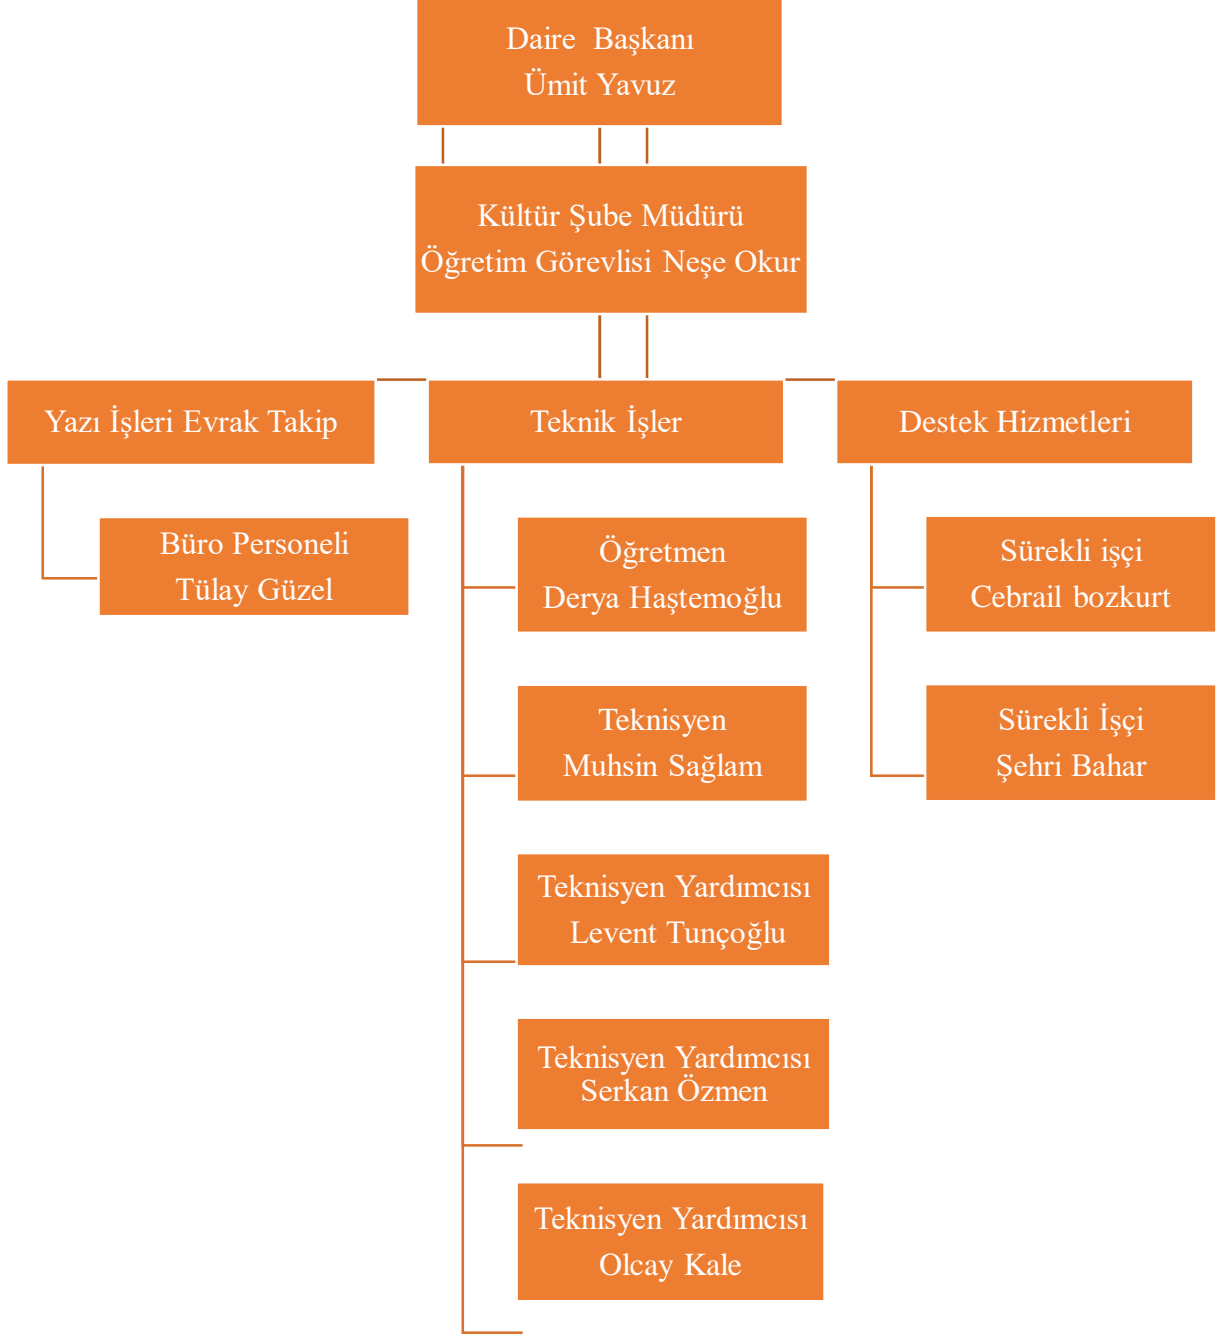 Daire Başkanı
Ümit Yavuz
Kültür Şube Müdürü
Öğretim Görevlisi Neşe Okur
Yazı İşleri Evrak Takip
Teknik İşler
Destek Hizmetleri
Büro Personeli
Tülay Güzel
Öğretmen
Derya Haştemoğlu
Teknisyen
Muhsin Sağlam
Teknisyen Yardımcısı
Levent Tunçoğlu
Teknisyen Yardımcısı
Serkan Özmen
Teknisyen Yardımcısı
Olcay Kale
Sürekli işçi
Cebrail bozkurt
Sürekli İşçi
Şehri Bahar